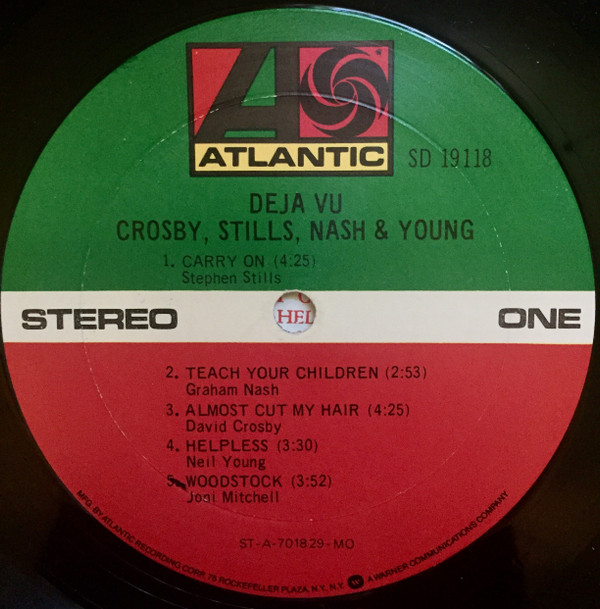 ATLANTIC
SD 19118
DEJA VU
CROSBY, STILLS, NASH & YOUNG
1. CARRY ON (4:25)
Stephen Stills
STEREO
HEL
ONE
2. TEACH YOUR CHILDREN (2:53)
Graham Nash
3. ALMOST CUT MY HAIR (4:25)
David Crosby
4. HELPLESS (3:30)
Neil Young
5. WOODSTOCK (3:52)
Joni Mitchell
ST-A-701829-MO
MFG. BY ATLANTIC RECORDING CORP., 75 ROCKEFELLER PLAZA, N.Y., N.Y. A WARNER COMMUNICATIONS COMPANY